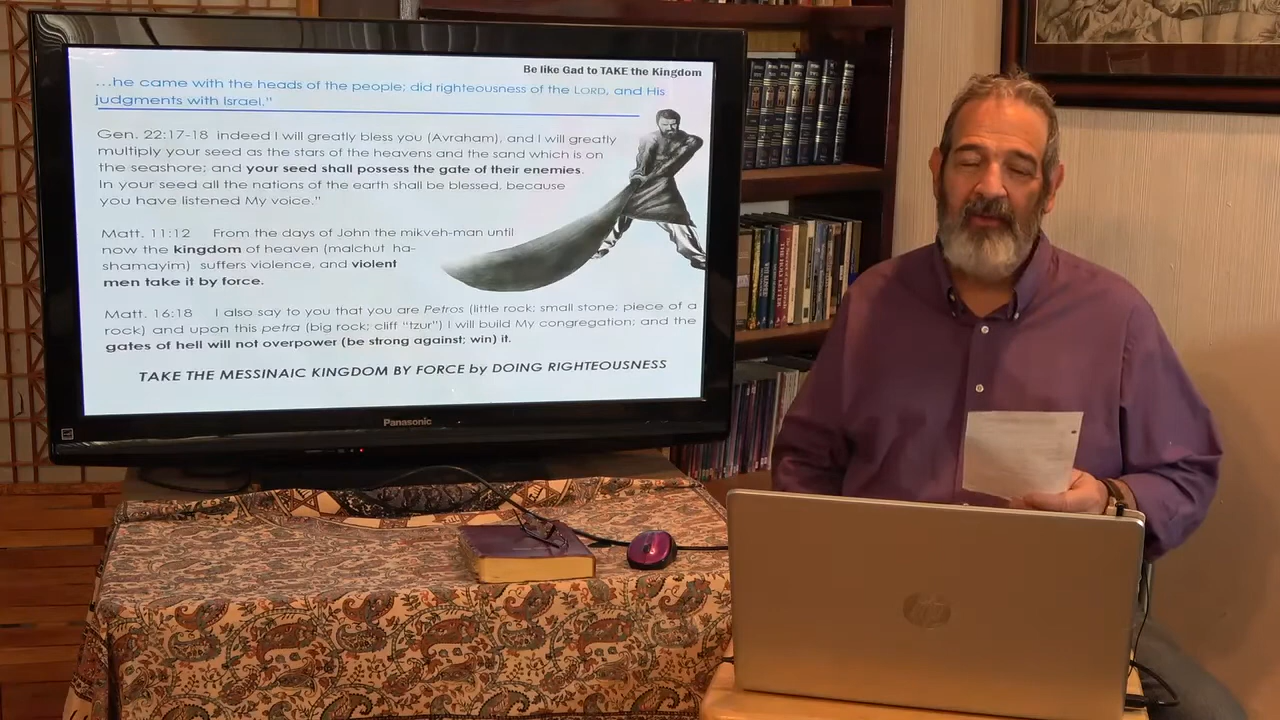 Be like Gad to TAKE the Kingdom
…he came with the heads of the people; did righteousness of the LORD, and His
judgments with Israel.”
Gen. 22:17-18 indeed I will greatly bless you (Avraham), and I will greatly
multiply your seed as the stars of the heavens and the sand which is on
the seashore; and your seed shall possess the gate of their enemies.
In your seed all the nations of the earth shall be blessed, because
you have listened My voice.”
Matt. 11:12 From the days of John the mikveh-man until
now the kingdom of heaven (malchut ha-
shamayim) suffers violence, and violent
men take it by force.
Matt. 16:18 I also say to you that you are Petros (little rock; small stone; piece of a
rock) and upon this petra (big rock; cliff “tzur”) I will build My congregation; and the
gates of hell will not overpower (be strong against; win) it.
TAKE THE MESSINAIC KINGDOM BY FORCE by DOING RIGHTEOUSNESS
Panasonic
hp